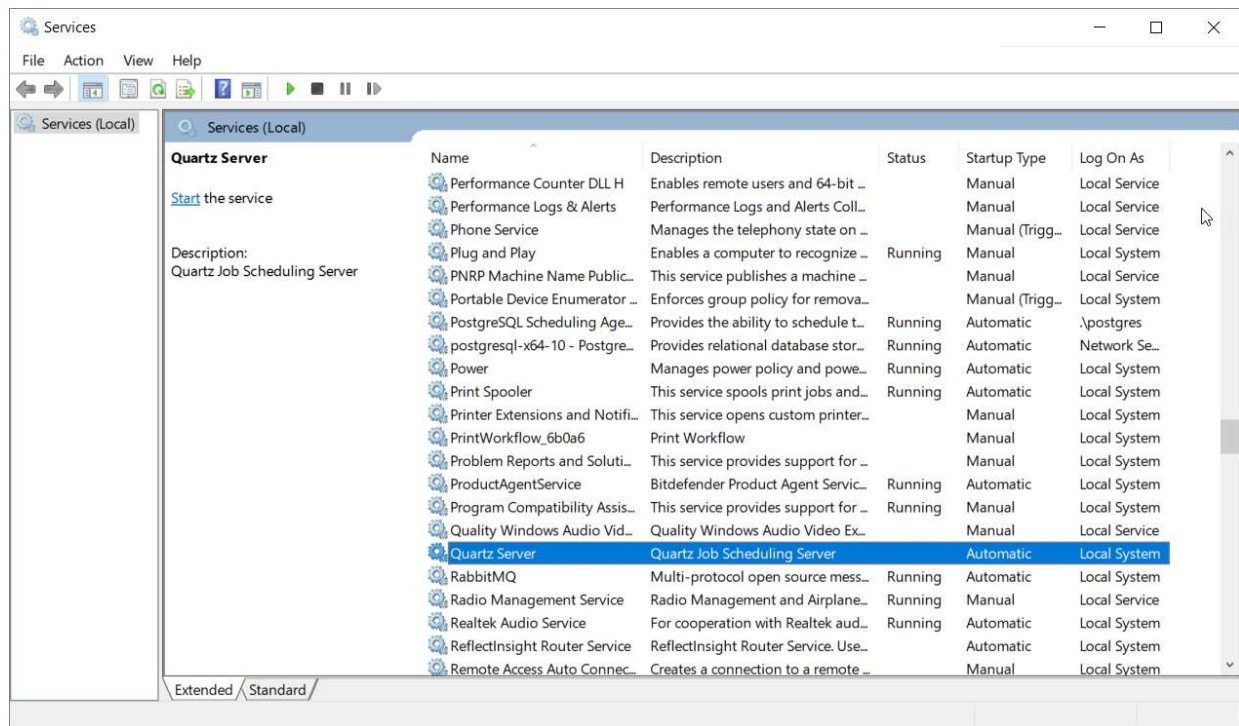 Services
File Action View Help
Services (Local)
Services (Local)
Quartz Server
Start the service
Description:
Quartz Job Scheduling Server
Name Description Status Startup Type Log On As
Performance Counter DLL H Enables remote users and 64-bit ... Manual Local Service
Performance Logs & Alerts Performance Logs and Alerts Coll... Manual Local Service
Phone Service Manages the telephony state on ... Manual (Trigg... Local Service
Plug and Play Enables a computer to recognize ... Running Manual Local System
PNRP Machine Name Public... This service publishes a machine ... Manual Local Service
Portable Device Enumerator ... Enforces group policy for remova... Manual (Trigg... Local System
PostgreSQL Scheduling Age... Provides the ability to schedule t... Running Automatic .\postgres
postgresql-x64-10 - Postgre... Provides relational database stor... Running Automatic Network Se...
Power Manages power policy and powe... Running Automatic Local System
Print Spooler This service spools print jobs and... Running Automatic Local System
Printer Extensions and Notifi... This service opens custom printer... Manual Local System
PrintWorkflow_6b0a6 Print Workflow Manual Local System
Problem Reports and Soluti... This service provides support for ... Manual Local System
ProductAgentService Bitdefender Product Agent Servic... Running Automatic Local System
Program Compatibility Assis... This service provides support for ... Running Manual Local System
Quality Windows Audio Vid... Quality Windows Audio Video Ex... Manual Local Service
Quartz Server Quartz Job Scheduling Server Automatic Local System
RabbitMQ Multi-protocol open source mess... Running Automatic Local System
Radio Management Service Radio Management and Airplane... Running Manual Local Service
Realtek Audio Service For cooperation with Realtek aud... Running Automatic Local System
ReflectInsight Router Service ReflectInsight Router Service. Use... Automatic Local System
Remote Access Auto Connec... Creates a connection to a remote ... Manual Local System
Extended Standard